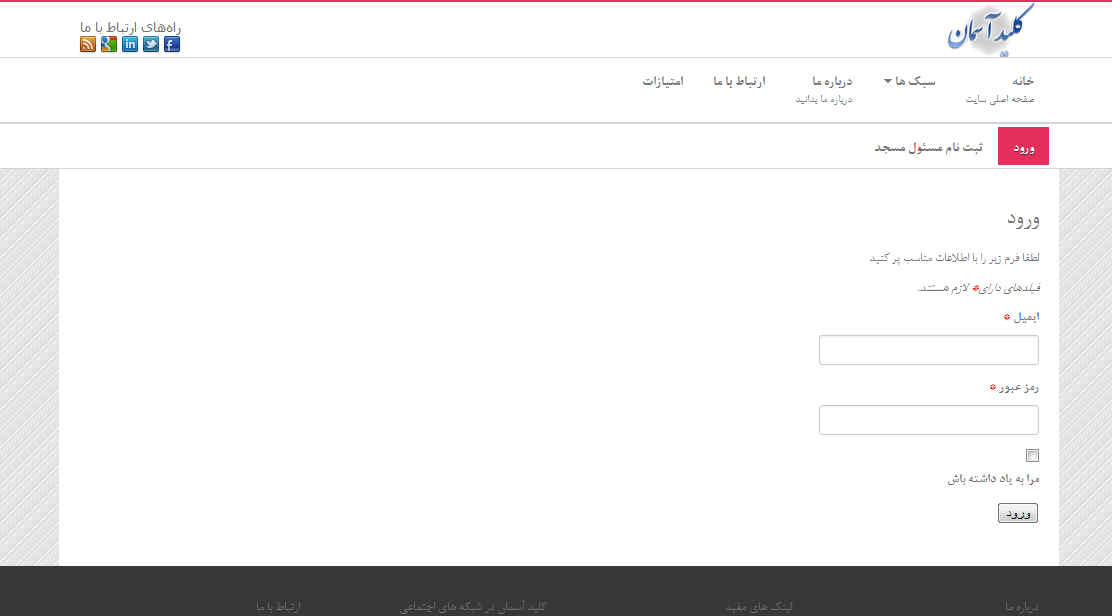 کلید آسمان
راه‌های ارتباط با ما
خانه
صفحه اصلی سایت
سبک ها
درباره ما
درباره ما بدانید
ارتباط با ما
امتیازات
ورود
ثبت نام مسئول مسجد
ورود
لطفا فرم زیر را با اطلاعات مناسب پر کنید
فیلدهای دارای* لازم هستند.
ایمیل *
رمز عبور *
مرا به یاد داشته باش
ورود
درباره ما
لینک های مفید
کلید آسمان در شبکه های اجتماعی
ارتباط با ما